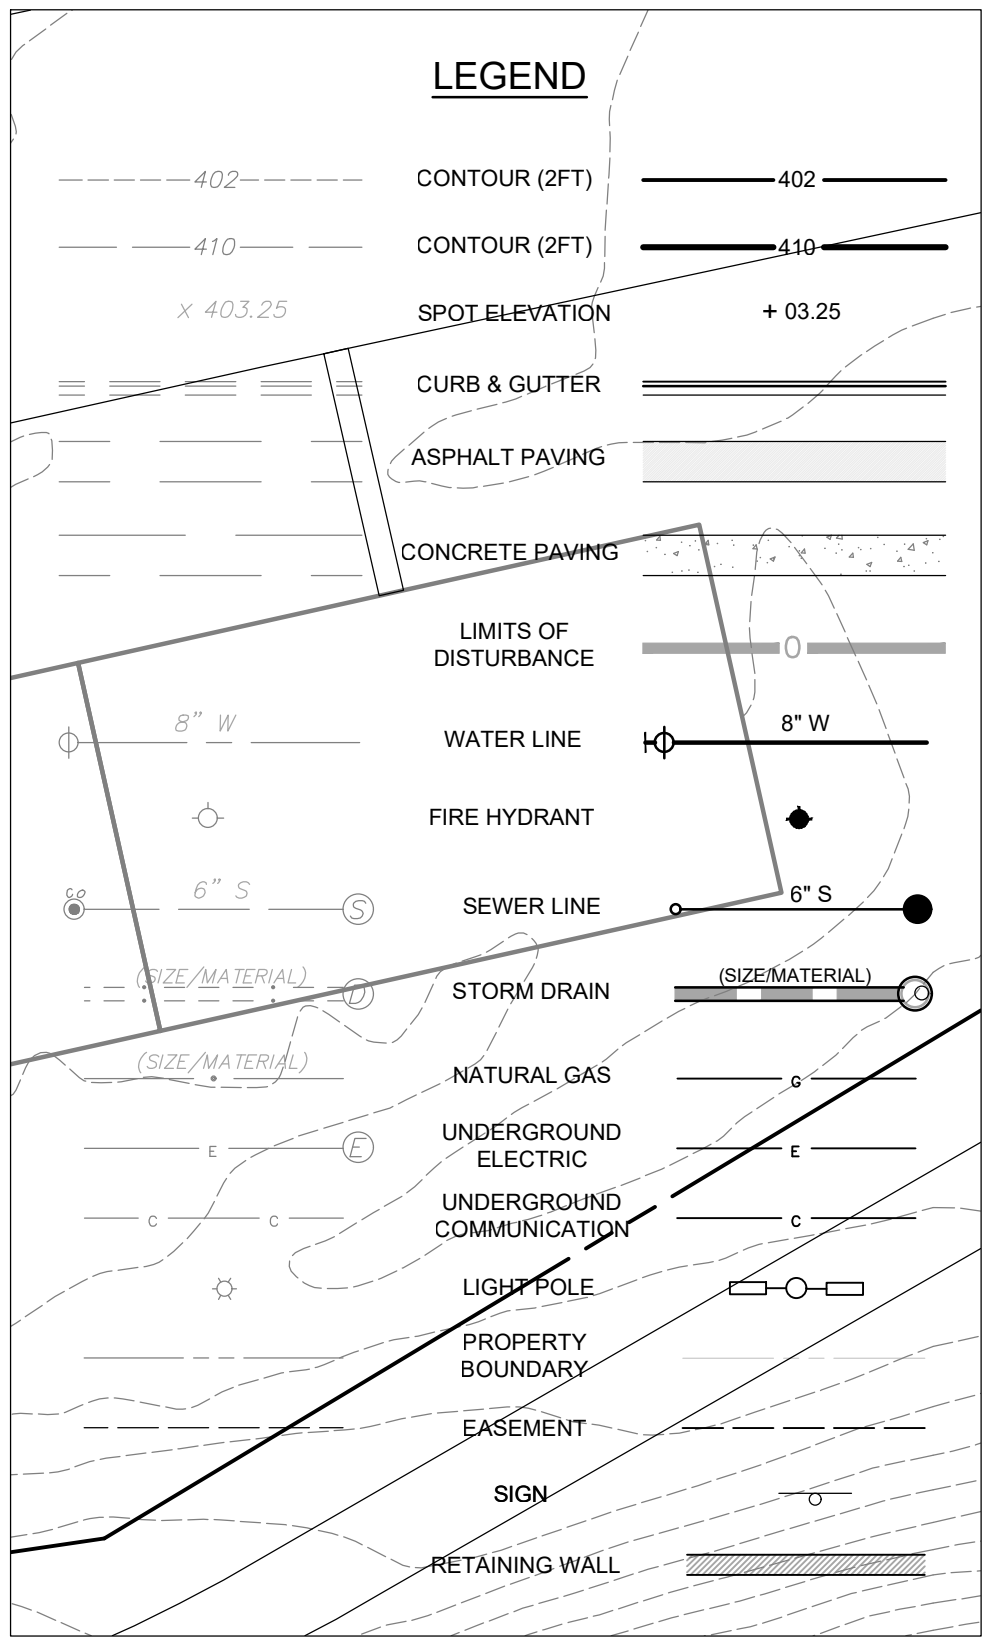 LEGEND
402 CONTOUR (2FT) 402
410 CONTOUR (2FT) 410
x 403.25 SPOT ELEVATION + 03.25
CURB & GUTTER
ASPHALT PAVING
CONCRETE PAVING
LIMITS OF
DISTURBANCE
0
8" W WATER LINE 8" W
FIRE HYDRANT
CO 6" S S SEWER LINE 6" S
(SIZE/MATERIAL) D STORM DRAIN (SIZE/MATERIAL)
(SIZE/MATERIAL) NATURAL GAS G
UNDERGROUND
ELECTRIC
E E E
UNDERGROUND
COMMUNICATION
C C C
LIGHT POLE
PROPERTY
BOUNDARY
EASEMENT
SIGN
RETAINING WALL